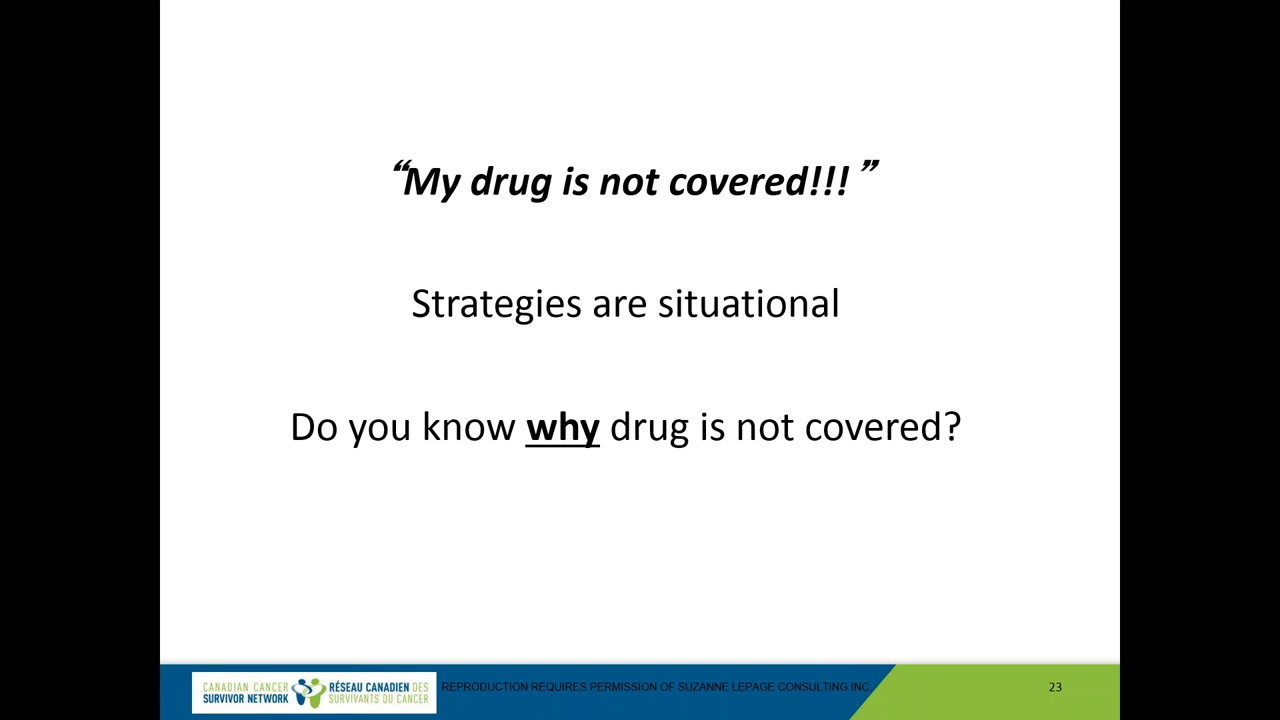 “My drug is not covered!!! ”
Strategies are situational
Do you know why drug is not covered?
CANADIAN CANCER
SURVIVOR NETWORK
RÉSEAU CANADIEN DES
SURVIVANTS DU CANCER
REPRODUCTION REQUIRES PERMISSION OF SUZANNE LEPAGE CONSULTING INC.
23